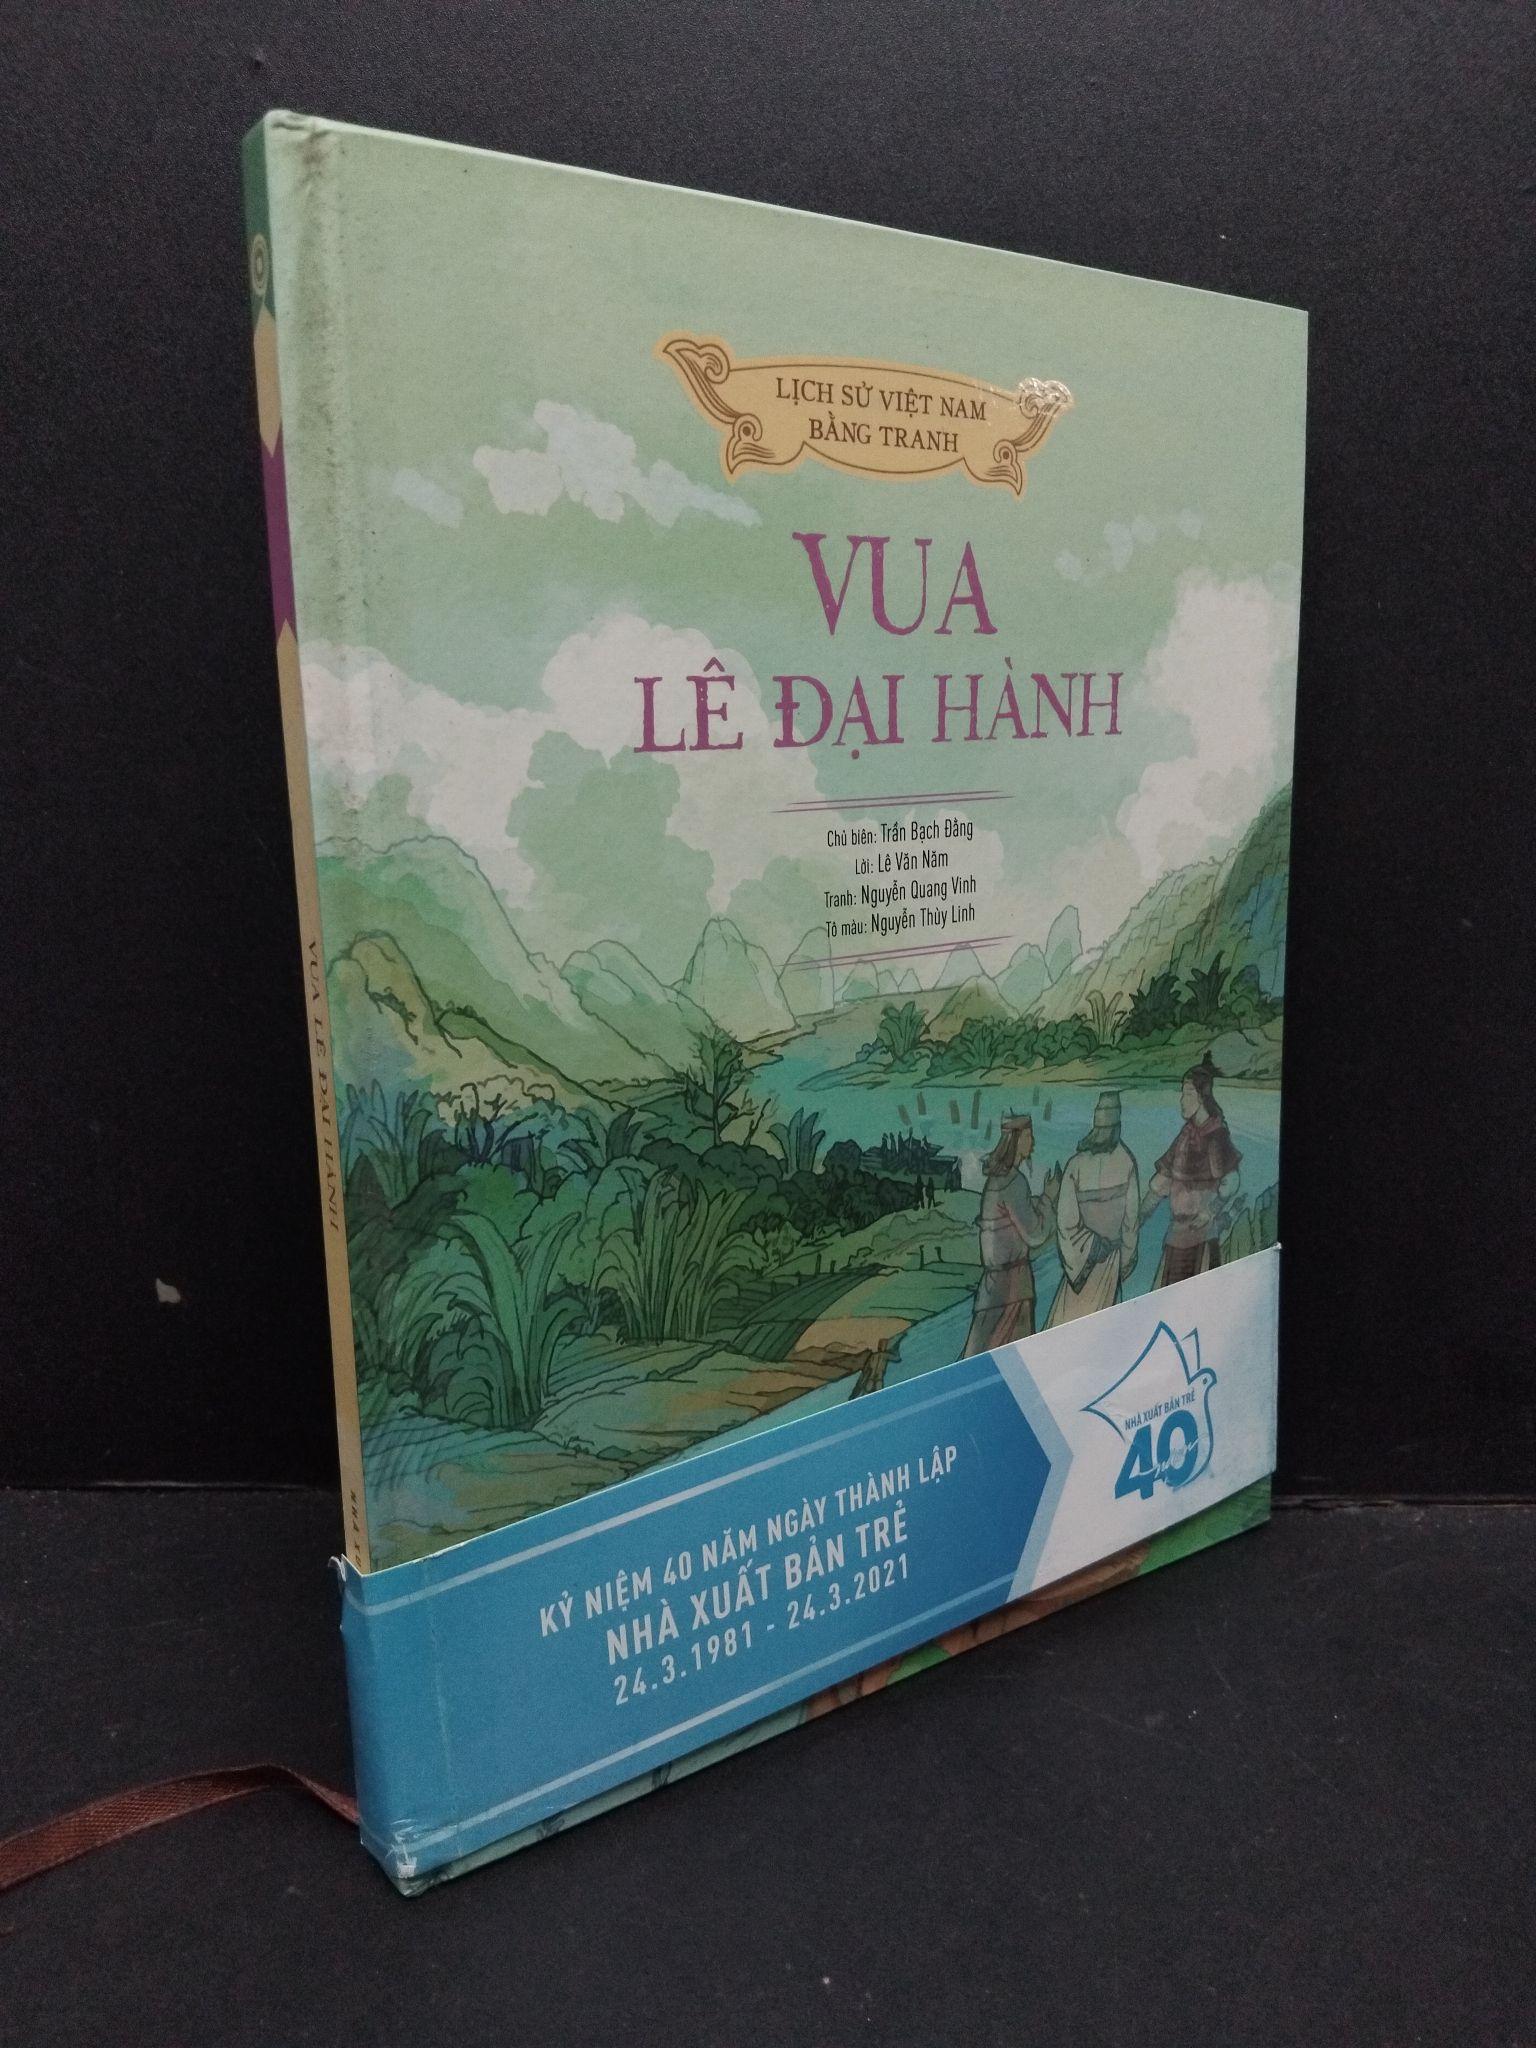 LỊCH SỬ VIỆT NAM
BẰNG TRANH
VUA
LÊ ĐẠI HÀNH
Chủ biên: Trần Bạch Đằng
Lời: Lê Văn Năm
Tranh: Nguyễn Quang Vinh
Tô màu: Nguyễn Thùy Linh
VUA LÊ ĐẠI HÀNH
NHÀ XUẤT BẢN TRẺ
40
KỶ NIỆM 40 NĂM NGÀY THÀNH LẬP
NHÀ XUẤT BẢN TRẺ
24.3.1981 - 24.3.2021